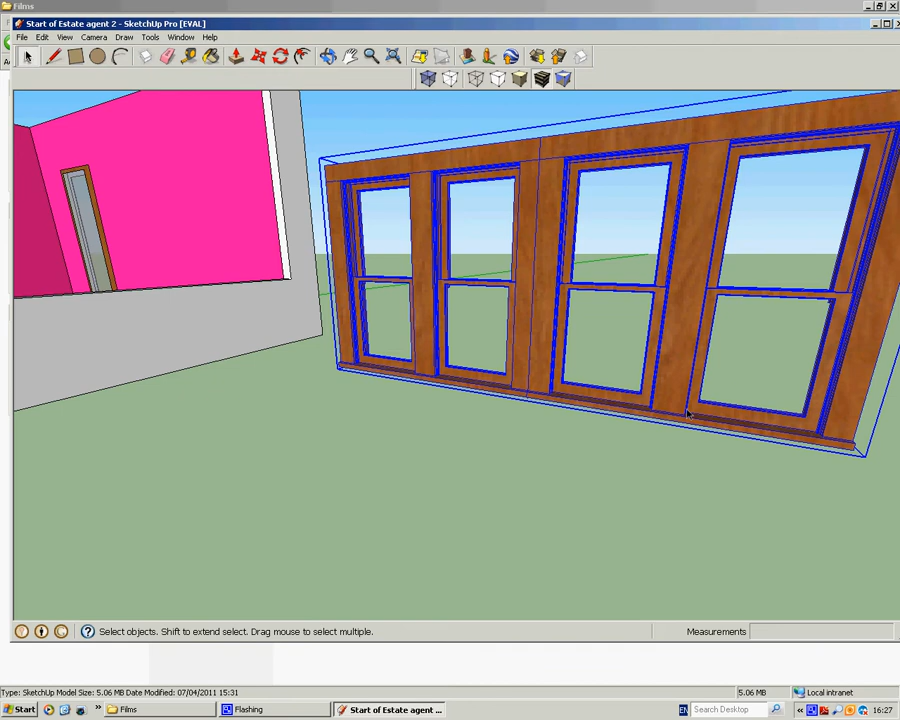 Films
Start of Estate agent 2 - SketchUp Pro [EVAL]
File Edit View Camera Draw Tools Window Help
Select objects. Shift to extend select. Drag mouse to select multiple.
Measurements
Type: SketchUp Model Size: 5.06 MB Date Modified: 07/04/2011 15:31
5.06 MB
Local intranet
Start
Films
Flashing
Start of Estate agent ...
EN
Search Desktop
16:27